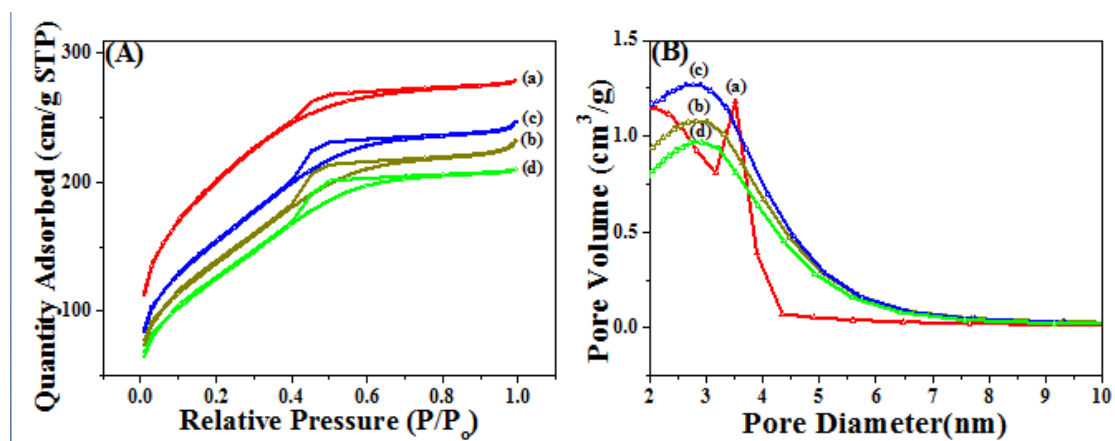 (A)
Quantity Adsorbed (cm/g STP)
300
200
100
(a)
(c)
(b)
(d)
0.0 0.2 0.4 0.6 0.8 1.0
Relative Pressure (P/Po)
(B)
Pore Volume (cm³/g)
1.5
1.0
0.5
0.0
(c)
(a)
(b)
(d)
2 3 4 5 6 7 8 9 10
Pore Diameter(nm)